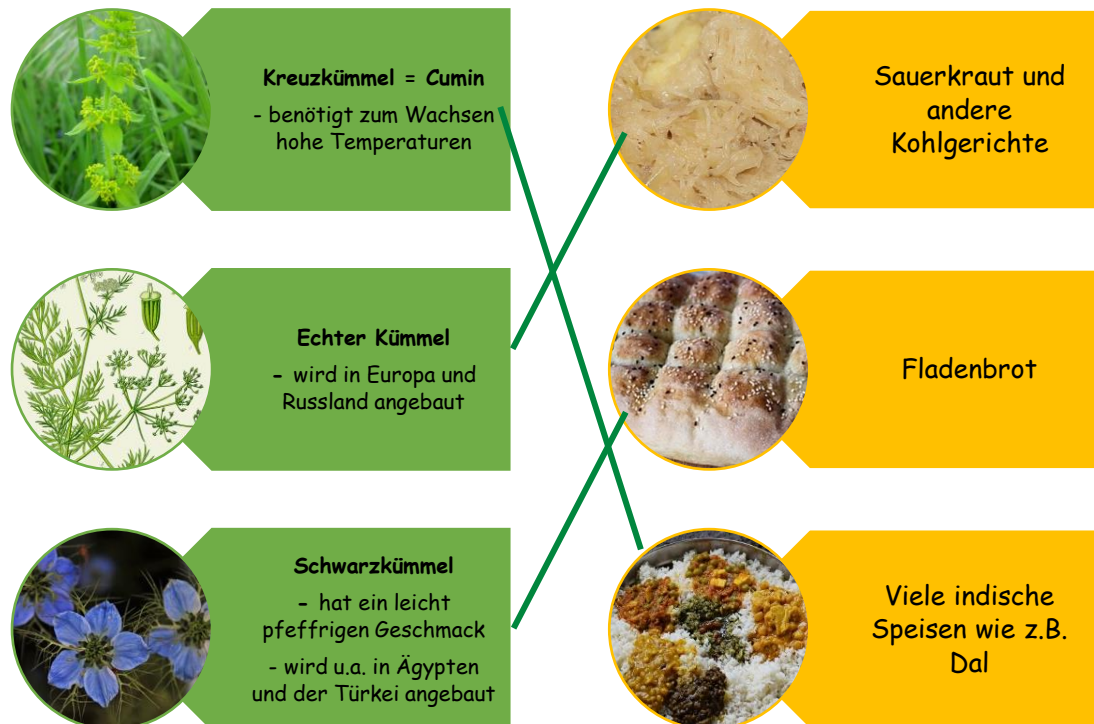 Kreuzkümmel = Cumin
- benötigt zum Wachsen
hohe Temperaturen
Sauerkraut und
andere
Kohlgerichte
Echter Kümmel
- wird in Europa und
Russland angebaut
Fladenbrot
Schwarzkümmel
- hat ein leicht
pfeffrigen Geschmack
- wird u.a. in Ägypten
und der Türkei angebaut
Viele indische
Speisen wie z.B.
Dal